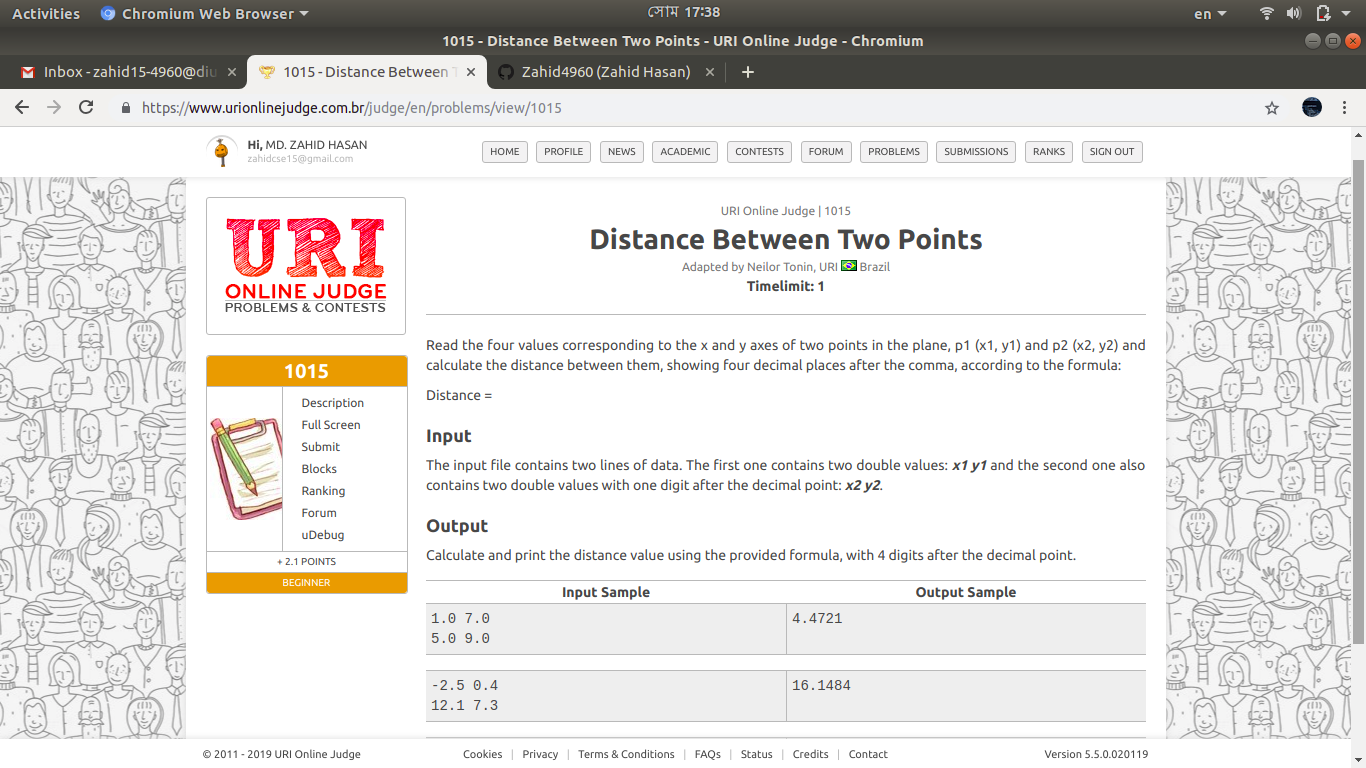 Activities Chromium Web Browser সোম 17:38 en
1015 - Distance Between Two Points - URI Online Judge - Chromium
Inbox - zahid15-4960@diu 1015 - Distance Between T Zahid4960 (Zahid Hasan)
https://www.urionlinejudge.com.br/judge/en/problems/view/1015
Hi, MD. ZAHID HASAN
zahidcse15@gmail.com
HOME PROFILE NEWS ACADEMIC CONTESTS FORUM PROBLEMS SUBMISSIONS RANKS SIGN OUT
URI
ONLINE JUDGE
PROBLEMS & CONTESTS
1015
Description
Full Screen
Submit
Blocks
Ranking
Forum
uDebug
+ 2.1 POINTS
BEGINNER
URI Online Judge | 1015
Distance Between Two Points
Adapted by Neilor Tonin, URI Brazil
Timelimit: 1
Read the four values corresponding to the x and y axes of two points in the plane, p1 (x1, y1) and p2 (x2, y2) and
calculate the distance between them, showing four decimal places after the comma, according to the formula:
Distance =
Input
The input file contains two lines of data. The first one contains two double values: x1 y1 and the second one also
contains two double values with one digit after the decimal point: x2 y2.
Output
Calculate and print the distance value using the provided formula, with 4 digits after the decimal point.
Input Sample Output Sample
1.0 7.0 4.4721
5.0 9.0
-2.5 0.4 16.1484
12.1 7.3
© 2011 - 2019 URI Online Judge Cookies | Privacy | Terms & Conditions | FAQs | Status | Credits | Contact Version 5.5.0.020119